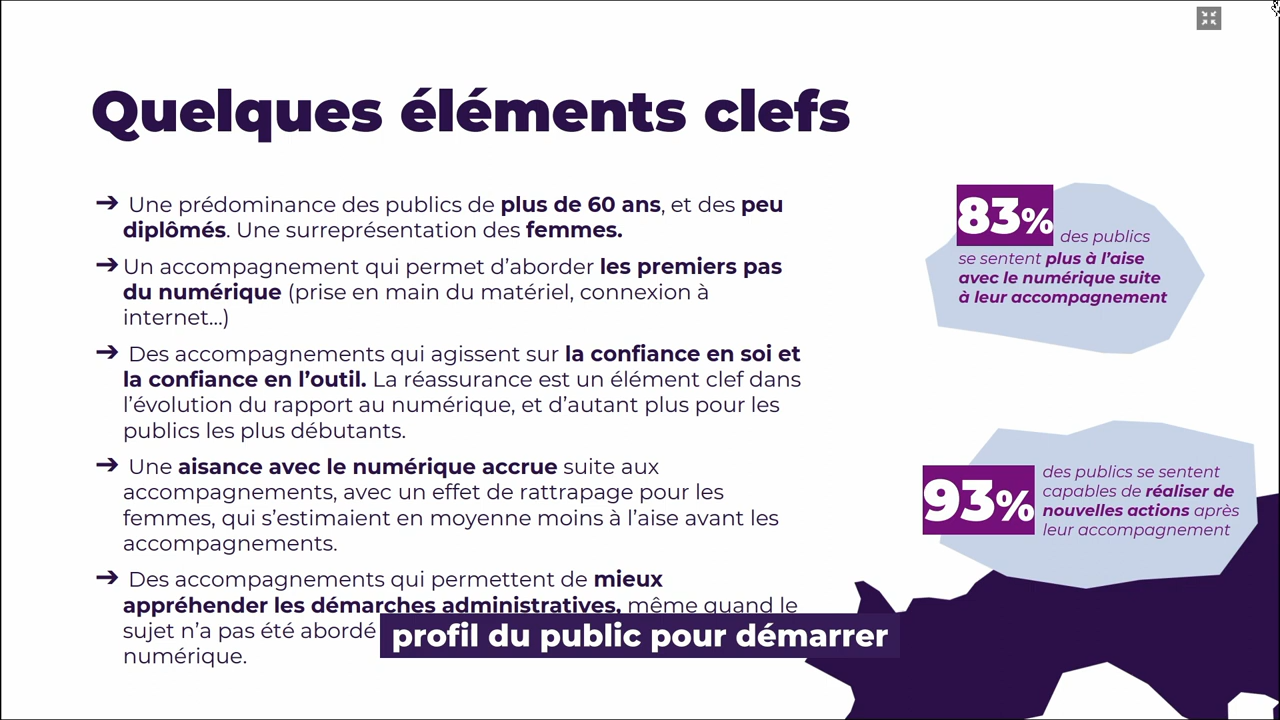 Quelques éléments clefs
➔ Une prédominance des publics de plus de 60 ans, et des peu
diplômés. Une surreprésentation des femmes.
➔ Un accompagnement qui permet d’aborder les premiers pas
du numérique (prise en main du matériel, connexion à
internet…)
➔ Des accompagnements qui agissent sur la confiance en soi et
la confiance en l’outil. La réassurance est un élément clef dans
l’évolution du rapport au numérique, et d’autant plus pour les
publics les plus débutants.
➔ Une aisance avec le numérique accrue suite aux
accompagnements, avec un effet de rattrapage pour les
femmes, qui s’estimaient en moyenne moins à l’aise avant les
accompagnements.
➔ Des accompagnements qui permettent de mieux
appréhender les démarches administratives, même quand le
sujet n’a pas été abordé
numérique.
83% des publics
se sentent plus à l’aise
avec le numérique suite
à leur accompagnement
93% des publics se sentent
capables de réaliser de
nouvelles actions après
leur accompagnement
profil du public pour démarrer